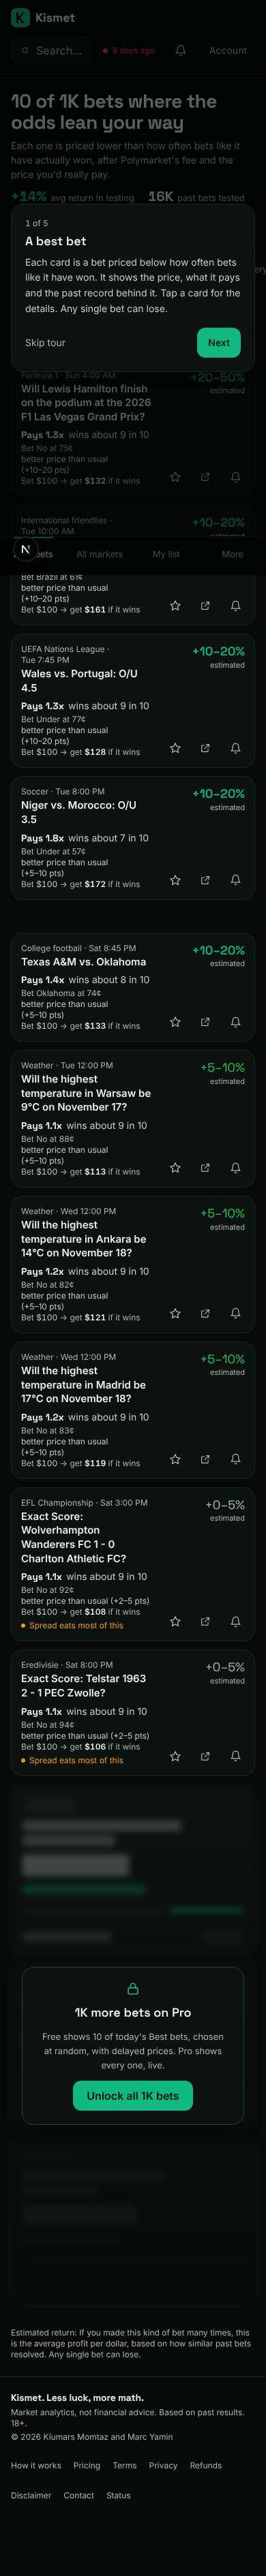 Kismet
Search...
3 days ago
Account
10 of 1K bets where the
odds lean your way
Each one is priced lower than how often bets like it
have actually won, after Polymarket's fee and the
price you'd really pay.
+14% avg return in testing
16K past bets tested
1 of 5
A best bet
Each card is a bet priced below how often bets
like it have won. It shows the price, what it pays
and the past record behind it. Tap a card for the
details. Any single bet can lose.
Skip tour
Next
Formula 1 · Sun 4:00 AM
+20–50%
estimated
Will Lewis Hamilton finish
on the podium at the 2026
F1 Las Vegas Grand Prix?
Pays 1.3x wins about 9 in 10
Bet No at 75¢
better price than usual
(+10–20 pts)
Bet $100 → get $132 if it wins
International friendlies ·
Tue 10:00 AM
+10–20%
estimated
N
bets
All markets
My list
More
Bet Brazil at 61¢
better price than usual
(+10–20 pts)
Bet $100 → get $161 if it wins
UEFA Nations League ·
Tue 7:45 PM
+10–20%
estimated
Wales vs. Portugal: O/U
4.5
Pays 1.3x wins about 9 in 10
Bet Under at 77¢
better price than usual
(+10–20 pts)
Bet $100 → get $128 if it wins
Soccer · Tue 8:00 PM
+10–20%
estimated
Niger vs. Morocco: O/U
3.5
Pays 1.8x wins about 7 in 10
Bet Under at 57¢
better price than usual
(+5–10 pts)
Bet $100 → get $172 if it wins
College football · Sat 8:45 PM
+10–20%
estimated
Texas A&M vs. Oklahoma
Pays 1.4x wins about 8 in 10
Bet Oklahoma at 74¢
better price than usual
(+5–10 pts)
Bet $100 → get $133 if it wins
Weather · Tue 12:00 PM
+5–10%
estimated
Will the highest
temperature in Warsaw be
9°C on November 17?
Pays 1.1x wins about 9 in 10
Bet No at 88¢
better price than usual
(+5–10 pts)
Bet $100 → get $113 if it wins
Weather · Wed 12:00 PM
+5–10%
estimated
Will the highest
temperature in Ankara be
14°C on November 18?
Pays 1.2x wins about 9 in 10
Bet No at 82¢
better price than usual
(+5–10 pts)
Bet $100 → get $121 if it wins
Weather · Wed 12:00 PM
+5–10%
estimated
Will the highest
temperature in Madrid be
17°C on November 18?
Pays 1.2x wins about 9 in 10
Bet No at 83¢
better price than usual
(+5–10 pts)
Bet $100 → get $119 if it wins
EFL Championship · Sat 3:00 PM
+0–5%
estimated
Exact Score:
Wolverhampton
Wanderers FC 1 - 0
Charlton Athletic FC?
Pays 1.1x wins about 9 in 10
Bet No at 92¢
better price than usual (+2–5 pts)
Bet $100 → get $108 if it wins
Spread eats most of this
Eredivisie · Sat 8:00 PM
+0–5%
estimated
Exact Score: Telstar 1963
2 - 1 PEC Zwolle?
Pays 1.1x wins about 9 in 10
Bet No at 94¢
better price than usual (+2–5 pts)
Bet $100 → get $106 if it wins
Spread eats most of this
1K more bets on Pro
Free shows 10 of today's Best bets, chosen
at random, with delayed prices. Pro shows
every one, live.
Unlock all 1K bets
Estimated return: If you made this kind of bet many times, this
is the average profit per dollar, based on how similar past bets
resolved. Any single bet can lose.
Kismet. Less luck, more math.
Market analytics, not financial advice. Based on past results.
18+.
© 2026 Kiumars Momtaz and Marc Yamin
How it works
Pricing
Terms
Privacy
Refunds
Disclaimer
Contact
Status